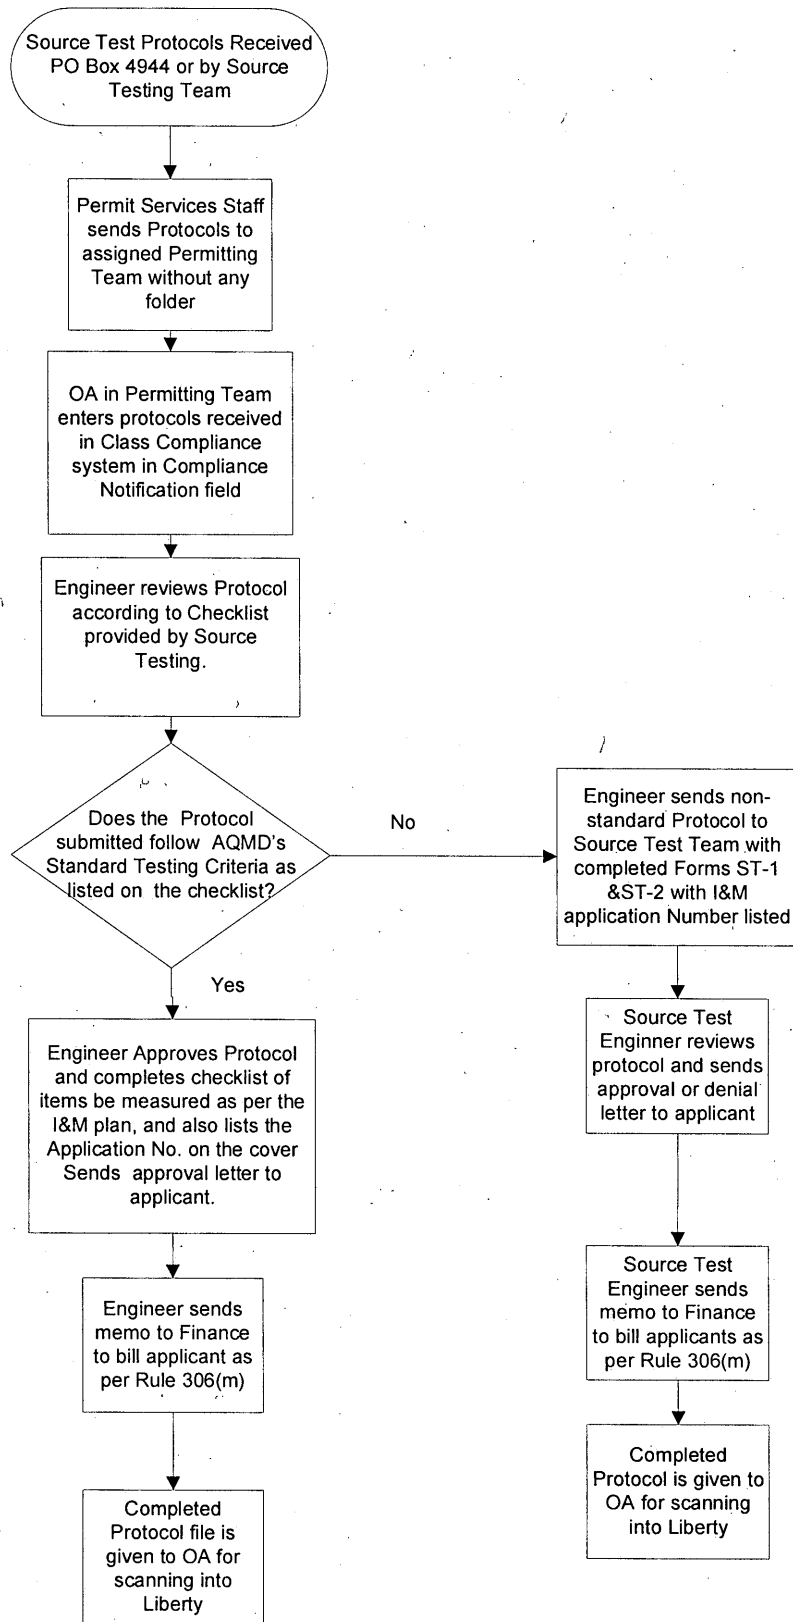 Source Test Protocols Received
PO Box 4944 or by Source
Testing Team
Permit Services Staff
sends Protocols to
assigned Permitting
Team without any
folder
OA in Permitting Team
enters protocols received
in Class Compliance
system in Compliance
Notification field
Engineer reviews Protocol
according to Checklist
provided by Source
Testing.
Does the Protocol
submitted follow AQMD's
Standard Testing Criteria as
listed on the checklist?
No
Yes
Engineer Approves Protocol
and completes checklist of
items be measured as per the
I&M plan, and also lists the
Application No. on the cover
Sends approval letter to
applicant.
Engineer sends
memo to Finance
to bill applicant as
per Rule 306(m)
Completed
Protocol file is
given to OA for
scanning into
Liberty
Engineer sends non-
standard Protocol to
Source Test Team with
completed Forms ST-1
&ST-2 with I&M
application Number listed
Source Test
Enginner reviews
protocol and sends
approval or denial
letter to applicant
Source Test
Engineer sends
memo to Finance
to bill applicants as
per Rule 306(m)
Completed
Protocol is given to
OA for scanning
into Liberty